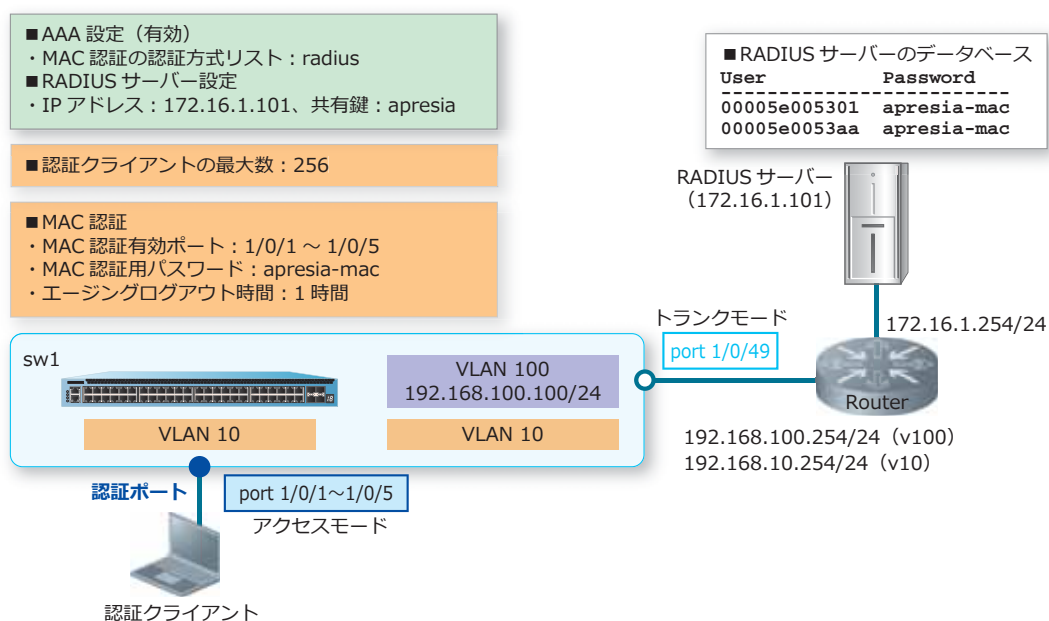 ■AAA 設定（有効）
・MAC 認証の認証方式リスト：radius
■RADIUS サーバー設定
・IP アドレス：172.16.1.101、共有鍵：apresia
■認証クライアントの最大数：256
■MAC 認証
・MAC 認証有効ポート：1/0/1 ～ 1/0/5
・MAC 認証用パスワード：apresia-mac
・エージングログアウト時間：1 時間
■RADIUS サーバーのデータベース
User Password
-------------------------
00005e005301 apresia-mac
00005e0053aa apresia-mac
RADIUS サーバー
（172.16.1.101）
172.16.1.254/24
トランクモード
port 1/0/49
Router
192.168.100.254/24（v100）
192.168.10.254/24（v10）
sw1
VLAN 100
192.168.100.100/24
VLAN 10
VLAN 10
認証ポート
port 1/0/1～1/0/5
アクセスモード
認証クライアント